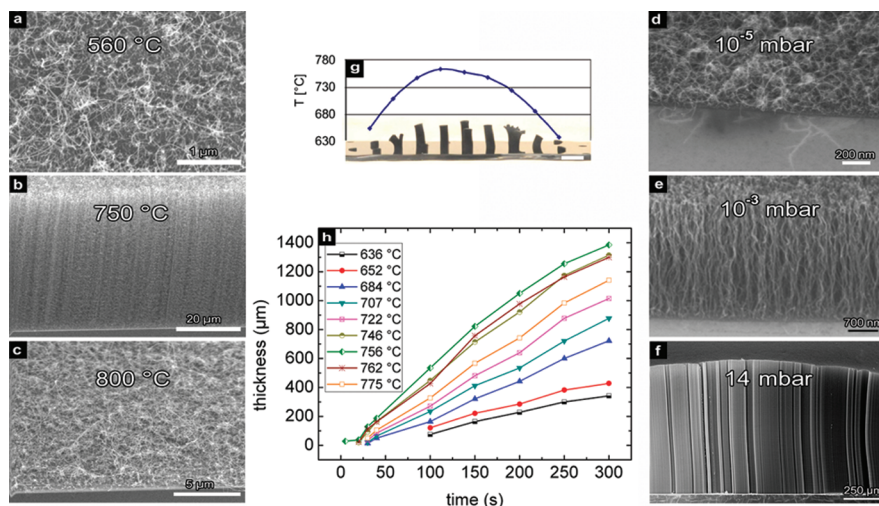 a
560 °C
1 µm
b
750 °C
20 µm
c
800 °C
5 µm
g
T [°C]
780
730
680
630
h
thickness (µm)
1400
1200
1000
800
600
400
200
0
636 °C
652 °C
684 °C
707 °C
722 °C
746 °C
756 °C
762 °C
775 °C
0 50 100 150 200 250 300
time (s)
d
10-5 mbar
200 nm
e
10-3 mbar
700 nm
f
14 mbar
250 µm